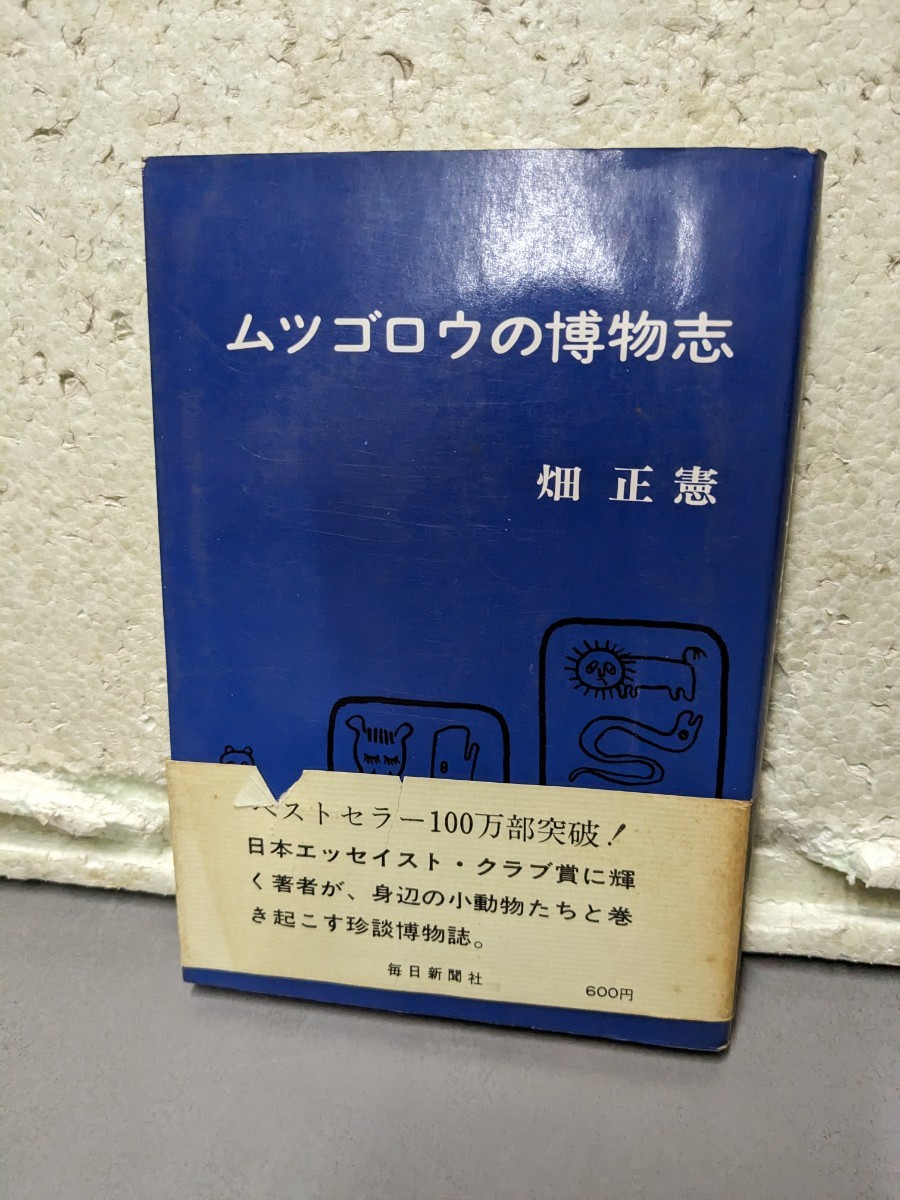 ムツゴロウの博物志
畑 正憲
ベストセラー100万部突破!
日本エッセイスト・クラブ賞に輝
く著者が、身辺の小動物たちと巻
き起こす珍談博物誌。
毎日新聞社
600円